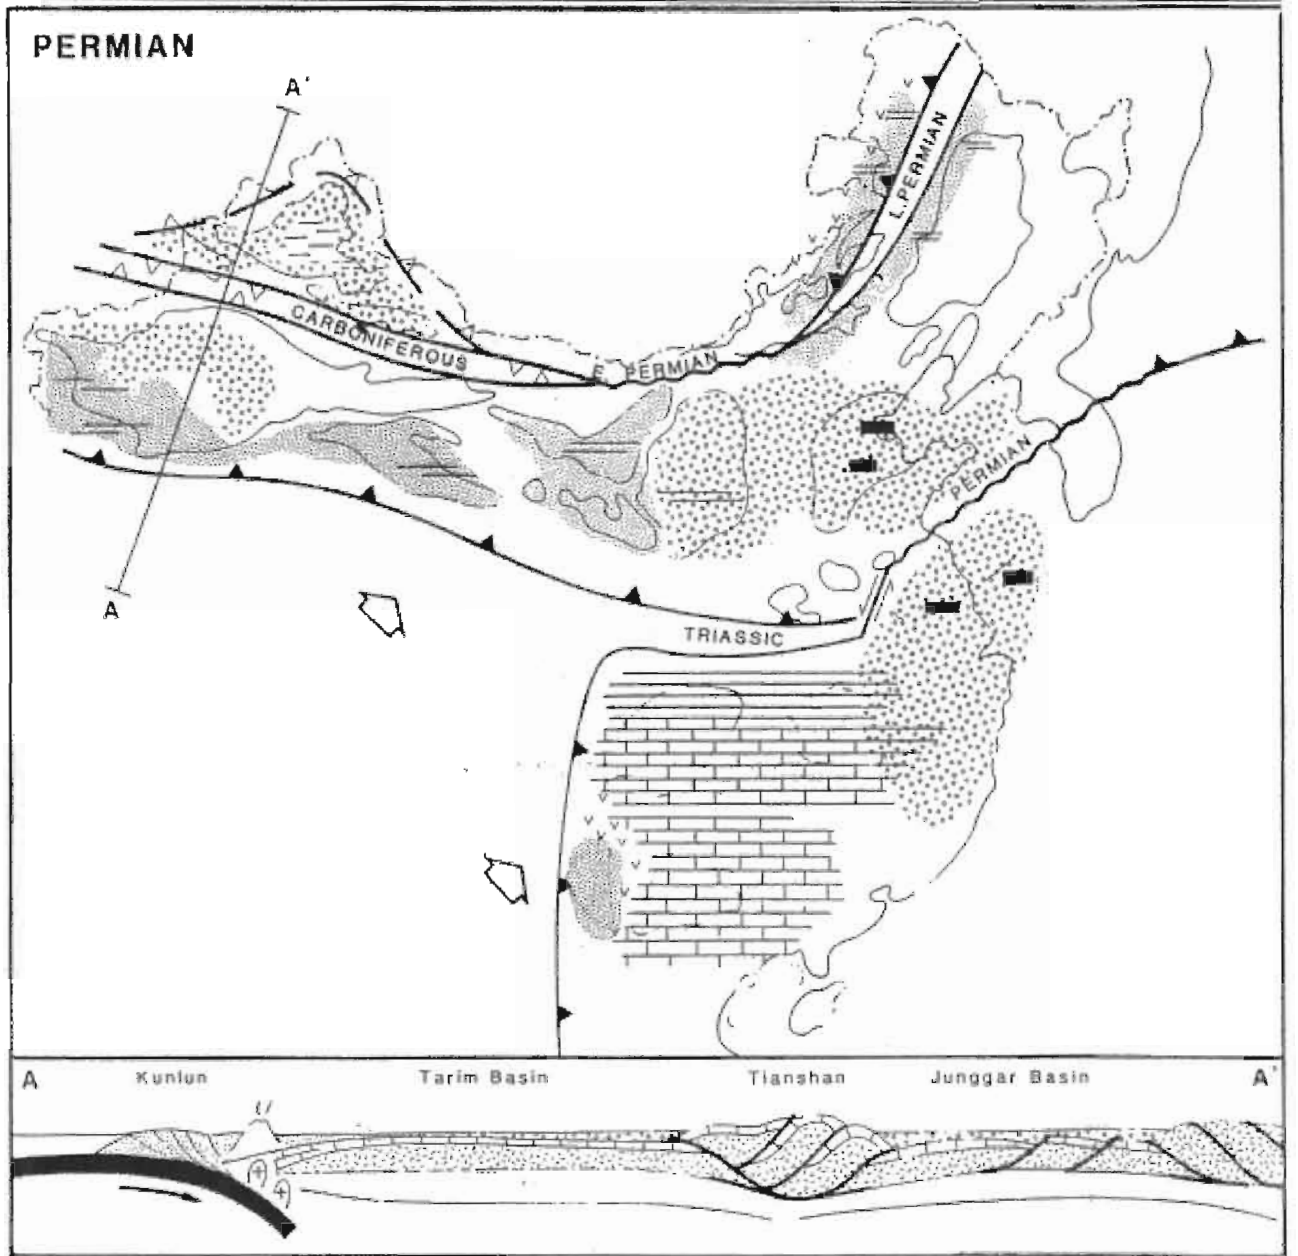 PERMIAN
A'
L. PERMIAN
CARBONIFEROUS
E. PERMIAN
PERMIAN
A
TRIASSIC
A Kunlun Tarim Basin Tianshan Junggar Basin A'